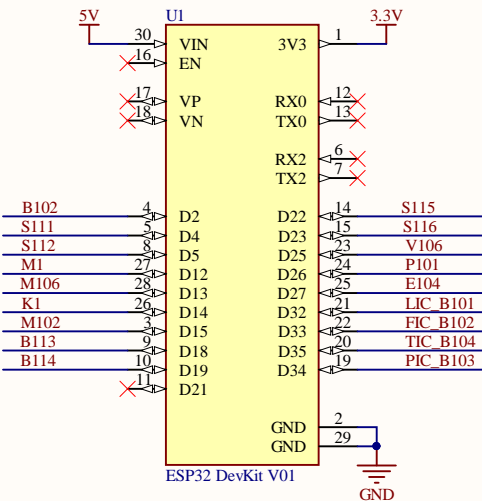 5V U1 3.3V
30 VIN 3V3 1
16 EN
17 VP RX0 12
18 VN TX0 13
RX2 6
TX2 7
B102 4 D2 D22 14 S115
S111 5 D4 D23 15 S116
S112 8 D5 D25 23 V106
M1 27 D12 D26 24 P101
M106 28 D13 D27 25 E104
K1 26 D14 D32 21 LIC_B101
M102 3 D15 D33 22 FIC_B102
B113 9 D18 D35 20 TIC_B104
B114 10 D19 D34 19 PIC_B103
11 D21
GND 2
GND 29
ESP32 DevKit V01
GND